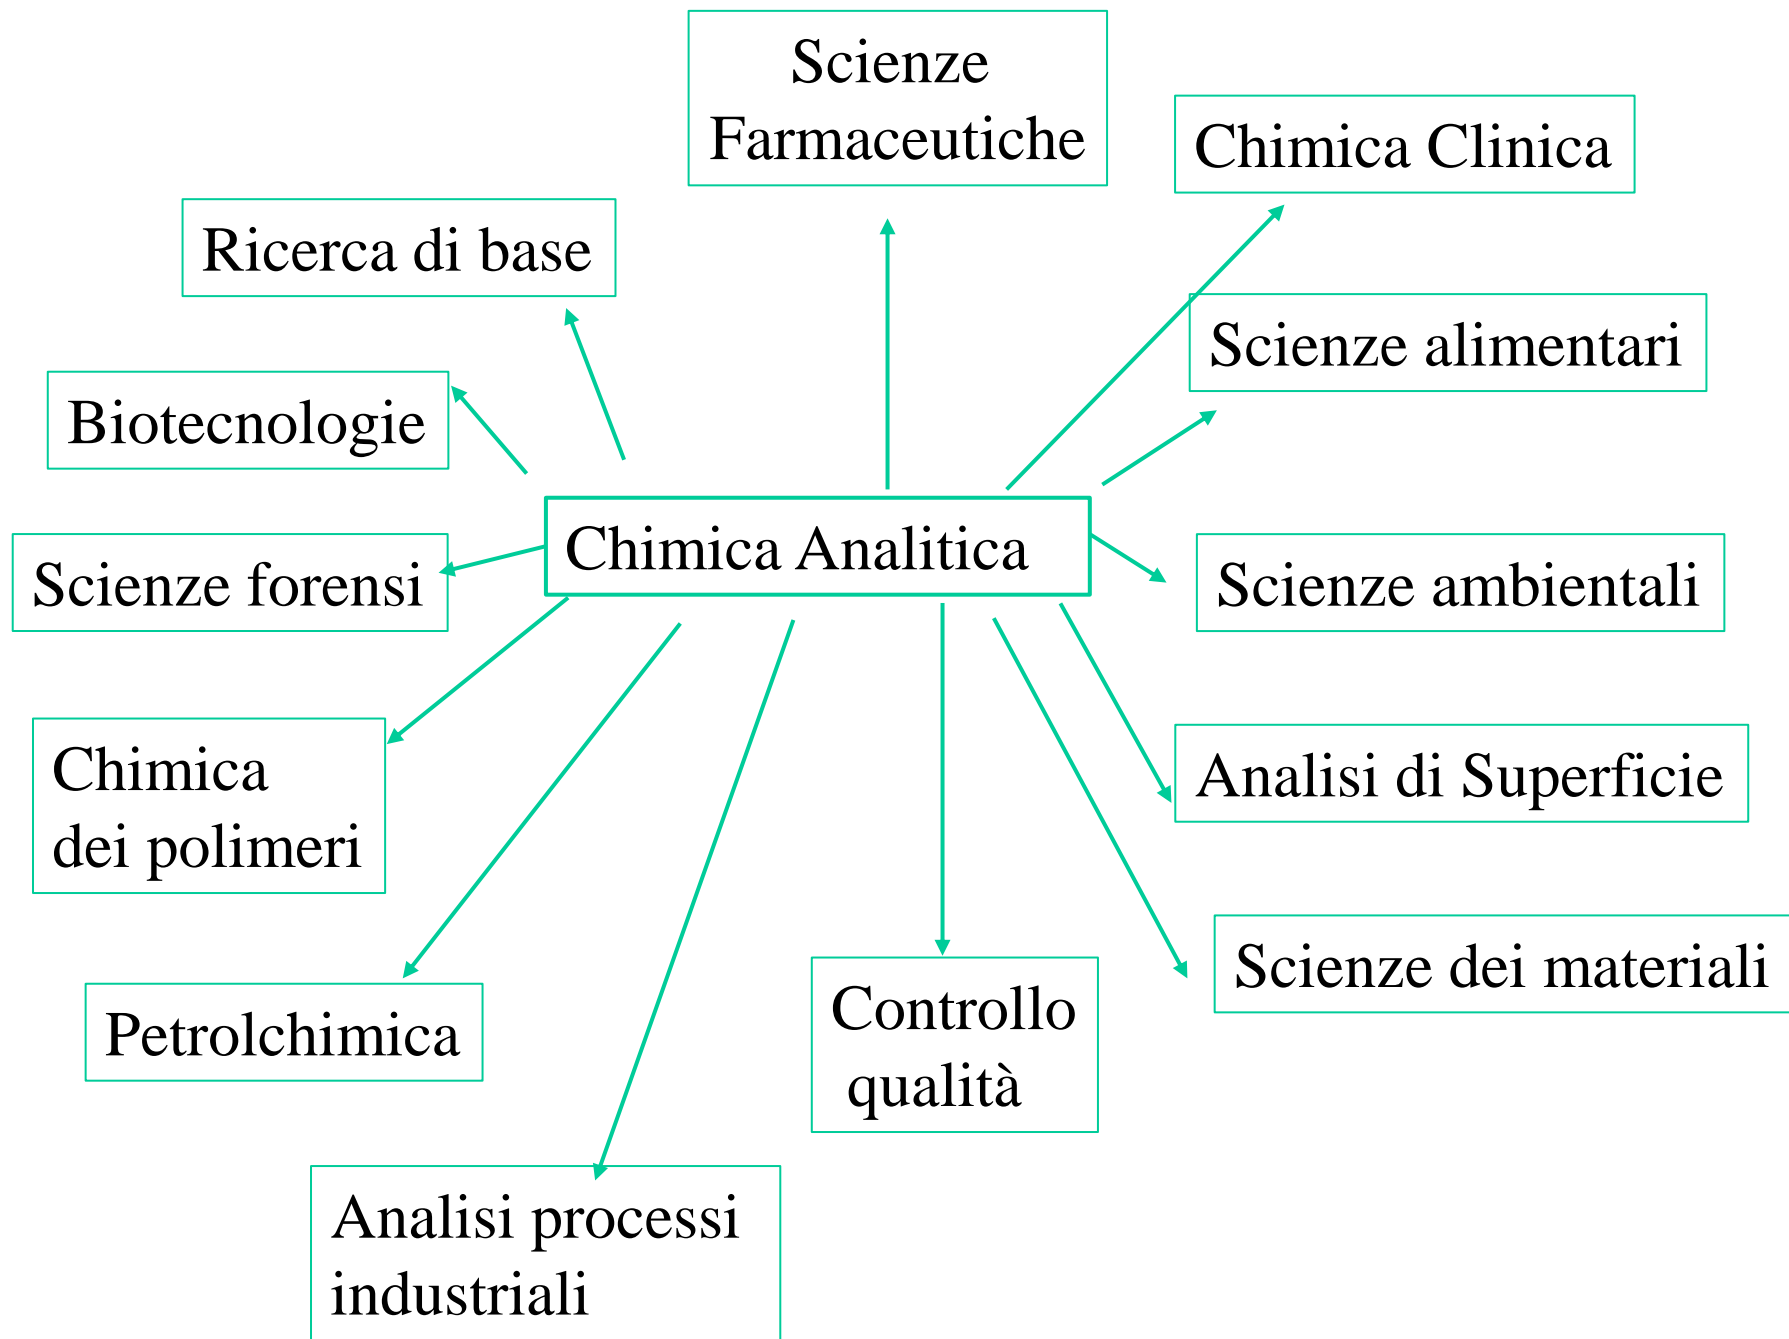 Scienze
Farmaceutiche
Chimica Clinica
Ricerca di base
Scienze alimentari
Biotecnologie
Chimica Analitica
Scienze forensi
Scienze ambientali
Chimica
dei polimeri
Analisi di Superficie
Scienze dei materiali
Petrolchimica
Controllo
qualità
Analisi processi
industriali